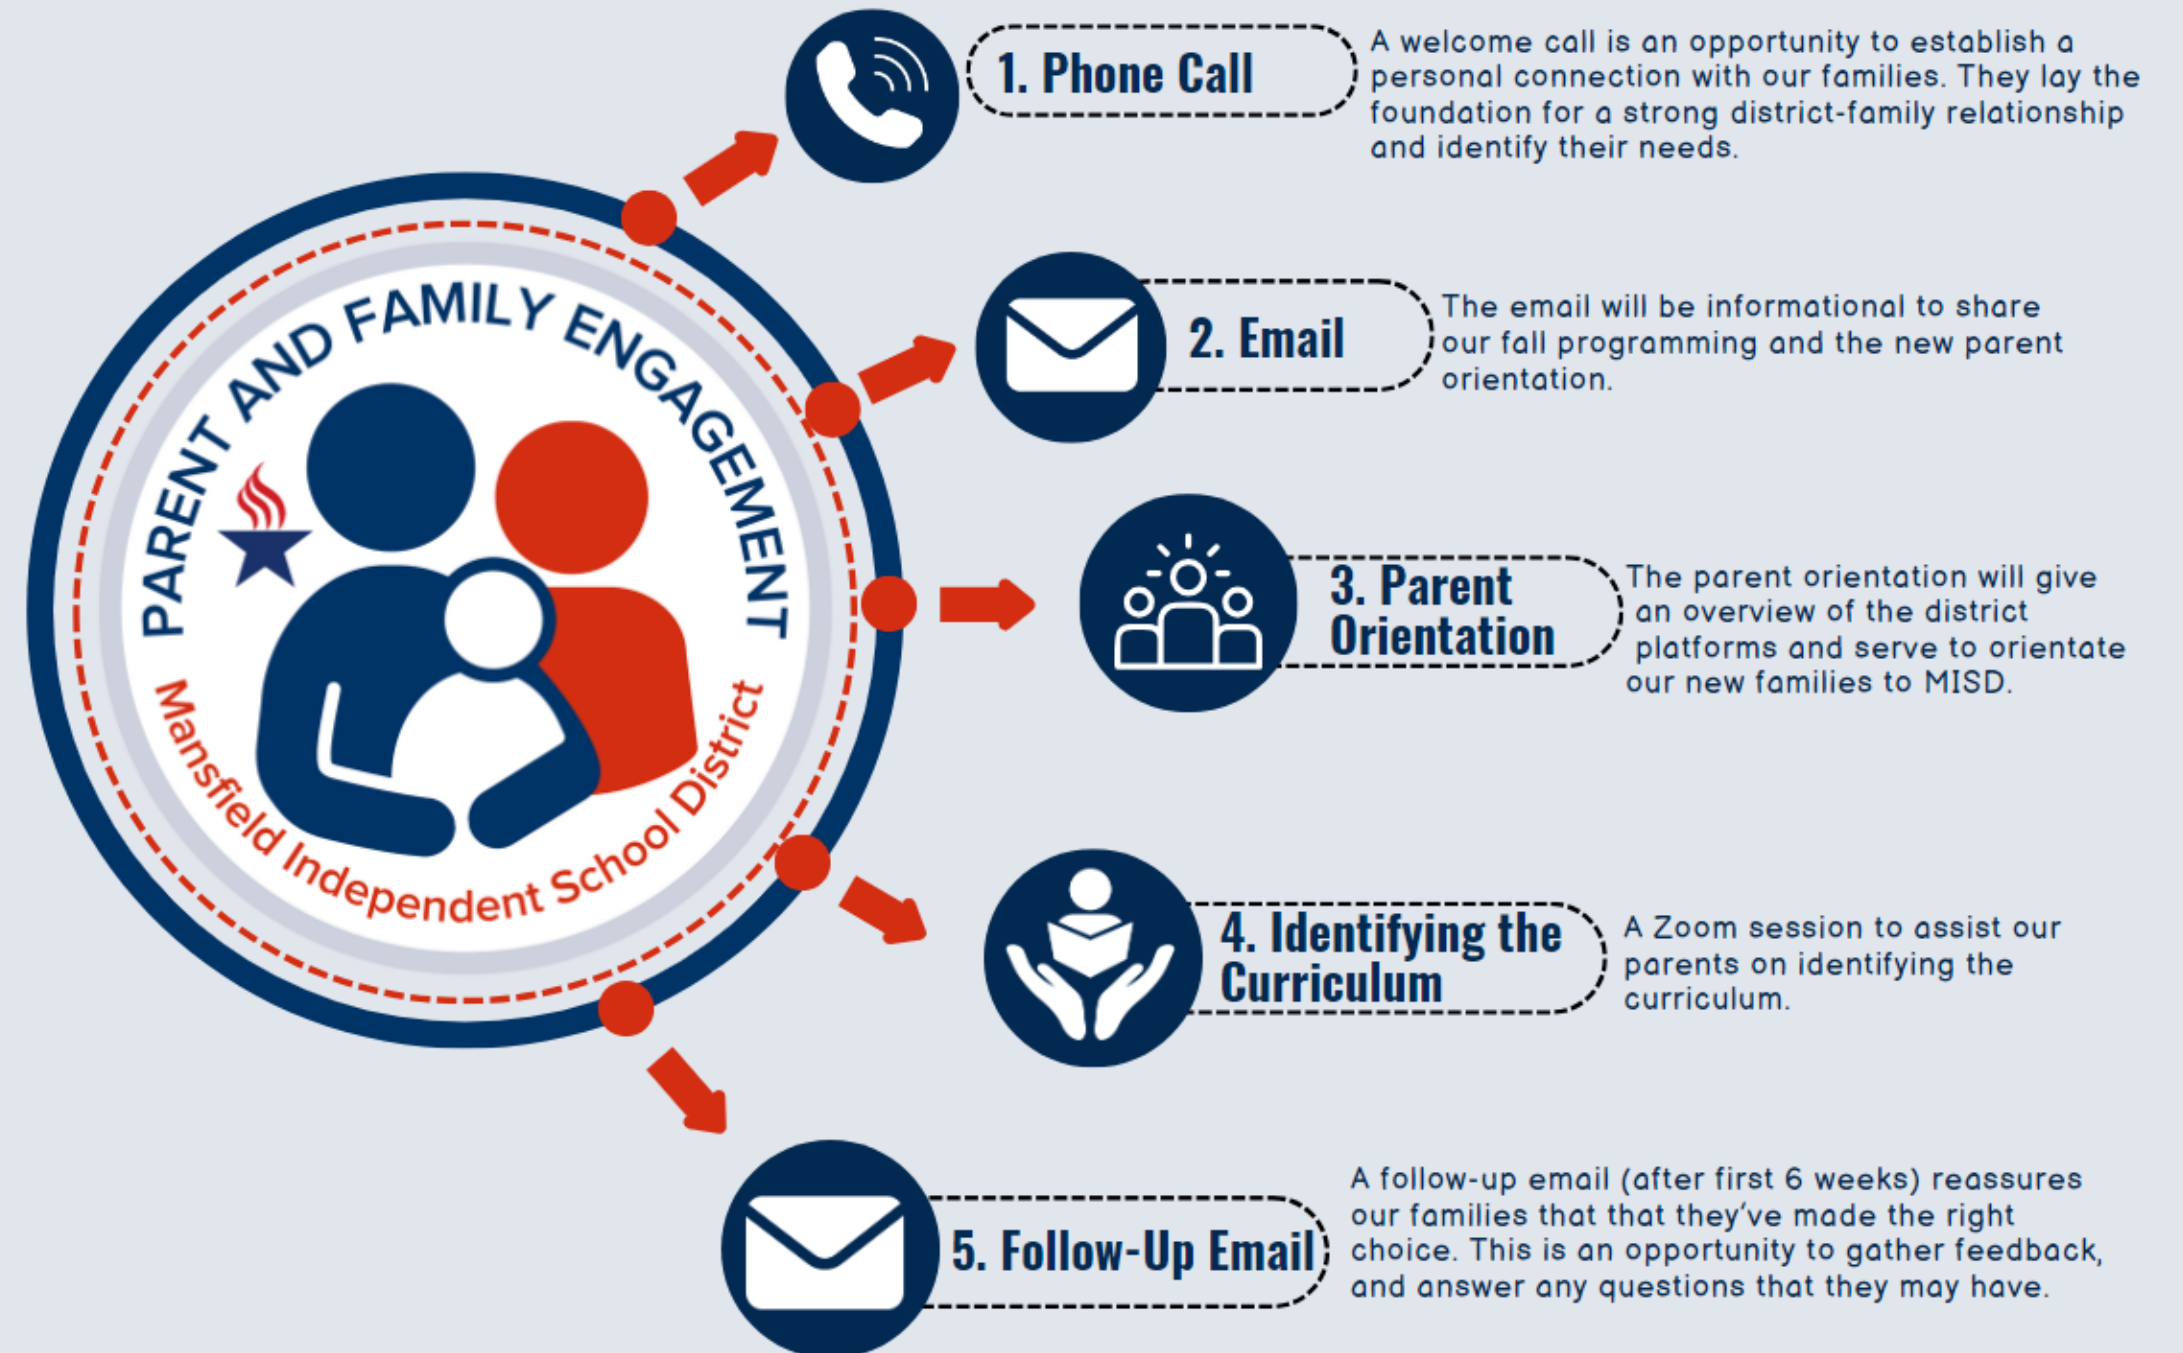 PARENT AND FAMILY ENGAGEMENT
Mansfield Independent School District
1. Phone Call
A welcome call is an opportunity to establish a
personal connection with our families. They lay the
foundation for a strong district-family relationship
and identify their needs.
2. Email
The email will be informational to share
our fall programming and the new parent
orientation.
3. Parent
Orientation
The parent orientation will give
an overview of the district
platforms and serve to orientate
our new families to MISD.
4. Identifying the
Curriculum
A Zoom session to assist our
parents on identifying the
curriculum.
5. Follow-Up Email
A follow-up email (after first 6 weeks) reassures
our families that that they've made the right
choice. This is an opportunity to gather feedback,
and answer any questions that they may have.